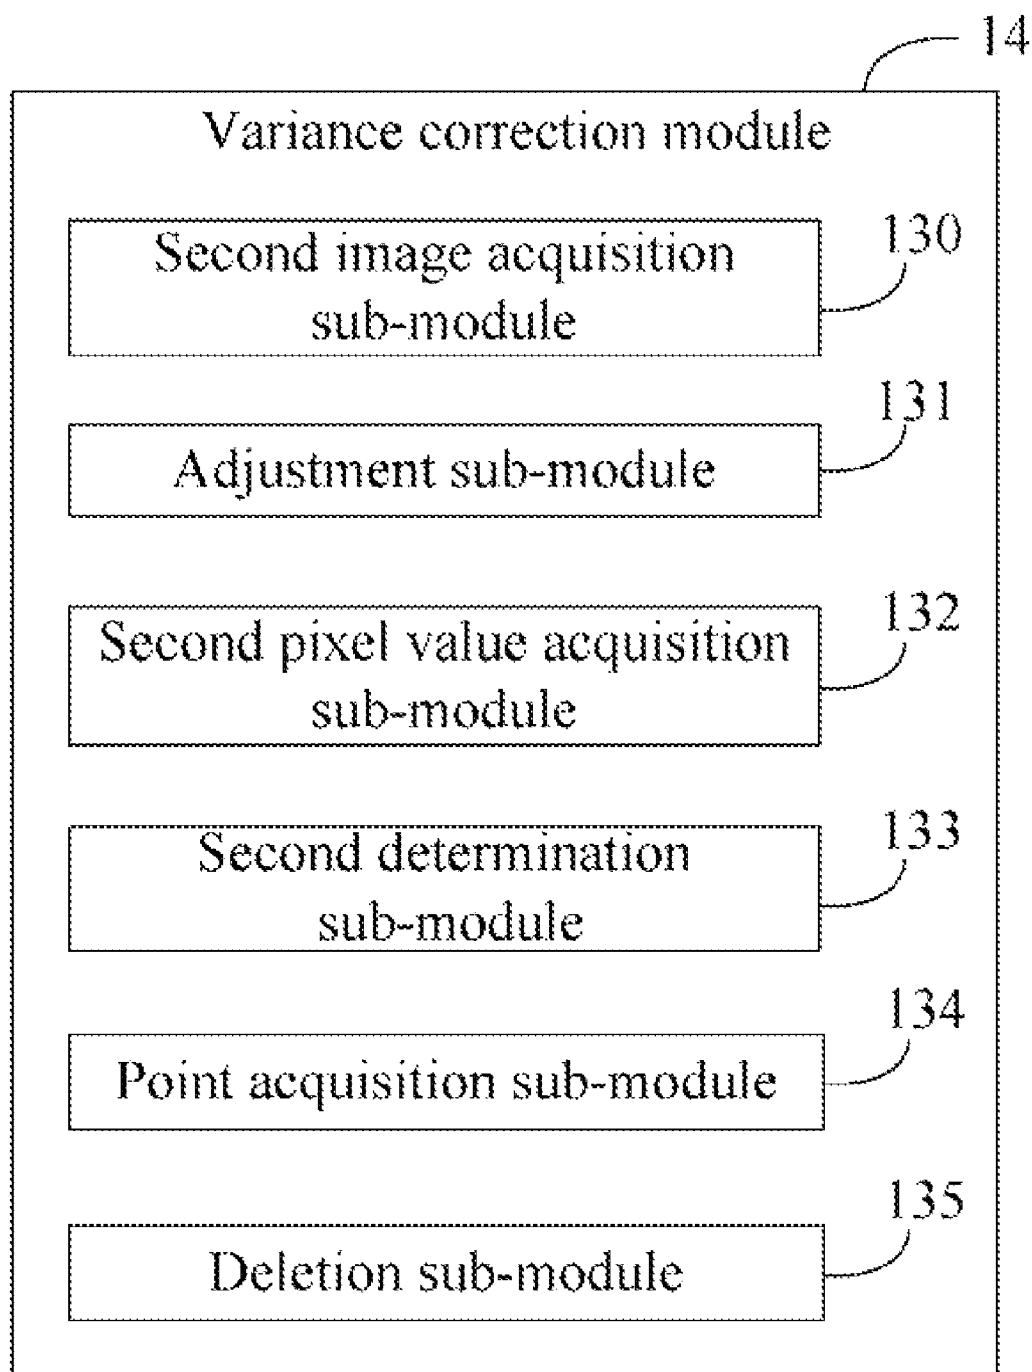 14
Variance correction module
130
Second image acquisition
sub-module
131
Adjustment sub-module
132
Second pixel value acquisition
sub-module
133
Second determination
sub-module
134
Point acquisition sub-module
135
Deletion sub-module